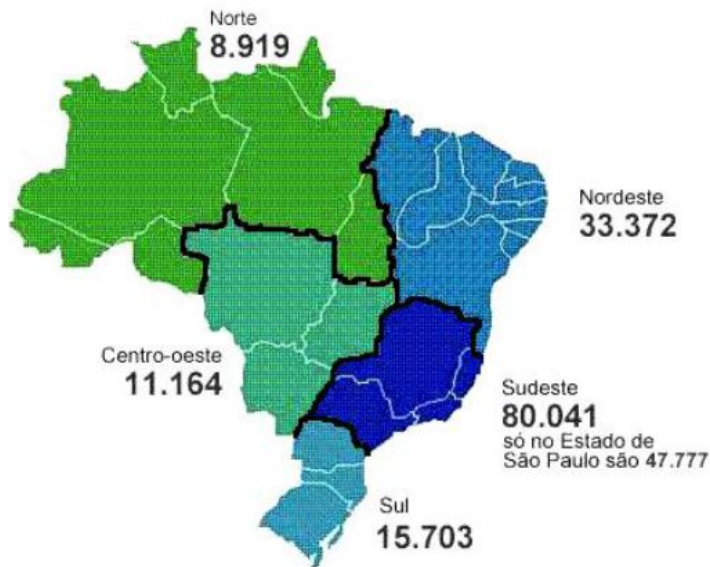 Norte
8.919
Nordeste
33.372
Centro-oeste
11.164
Sudeste
80.041
só no Estado de
São Paulo são 47.777
Sul
15.703